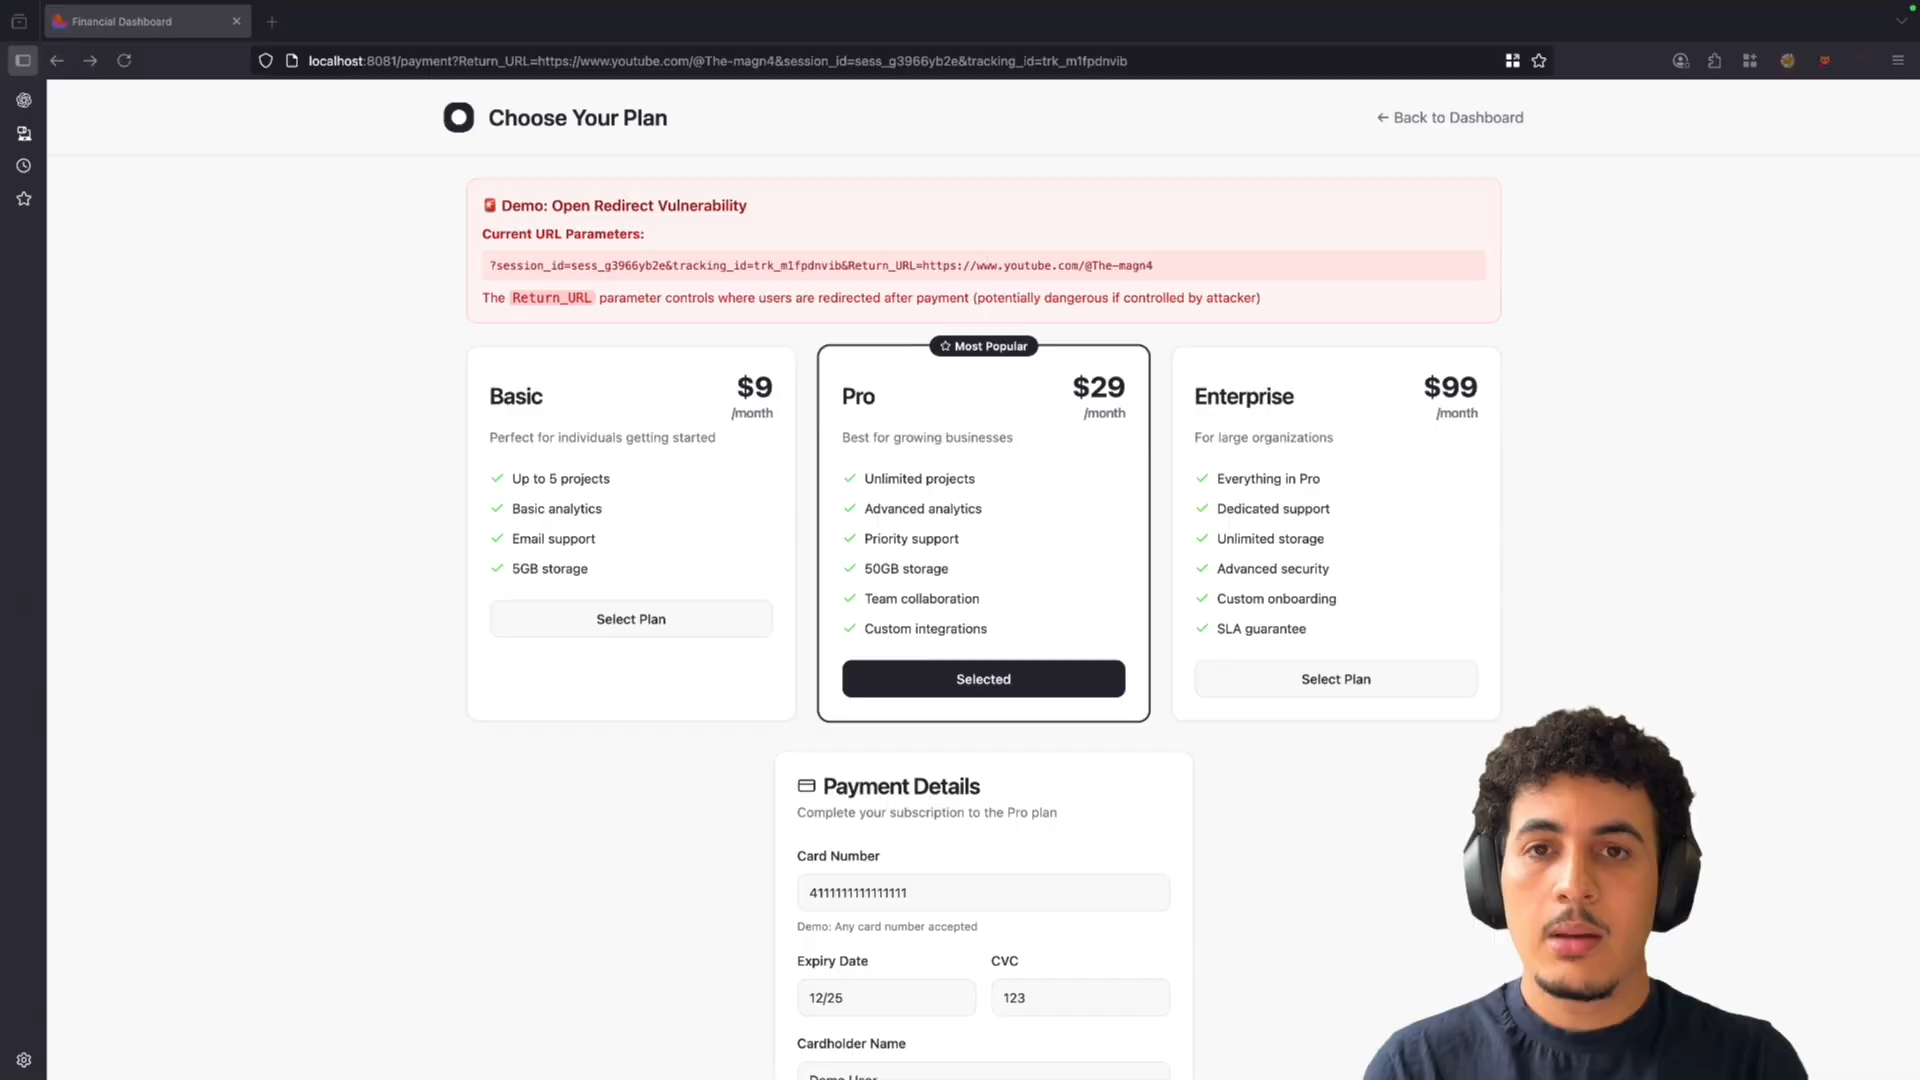 Financial Dashboard
localhost:8081/payment?Return_URL=https://www.youtube.com/@The-magn4&session_id=sess_g3966yb2e&tracking_id=trk_m1fpdnvib
Choose Your Plan
← Back to Dashboard
Demo: Open Redirect Vulnerability
Current URL Parameters:
?session_id=sess_g3966yb2e&tracking_id=trk_m1fpdnvib&Return_URL=https://www.youtube.com/@The-magn4
The Return_URL parameter controls where users are redirected after payment (potentially dangerous if controlled by attacker)
Basic
$9
/month
Perfect for individuals getting started
Up to 5 projects
Basic analytics
Email support
5GB storage
Select Plan
Most Popular
Pro
$29
/month
Best for growing businesses
Unlimited projects
Advanced analytics
Priority support
50GB storage
Team collaboration
Custom integrations
Selected
Enterprise
$99
/month
For large organizations
Everything in Pro
Dedicated support
Unlimited storage
Advanced security
Custom onboarding
SLA guarantee
Select Plan
Payment Details
Complete your subscription to the Pro plan
Card Number
4111111111111111
Demo: Any card number accepted
Expiry Date
CVC
12/25
123
Cardholder Name
Demo User